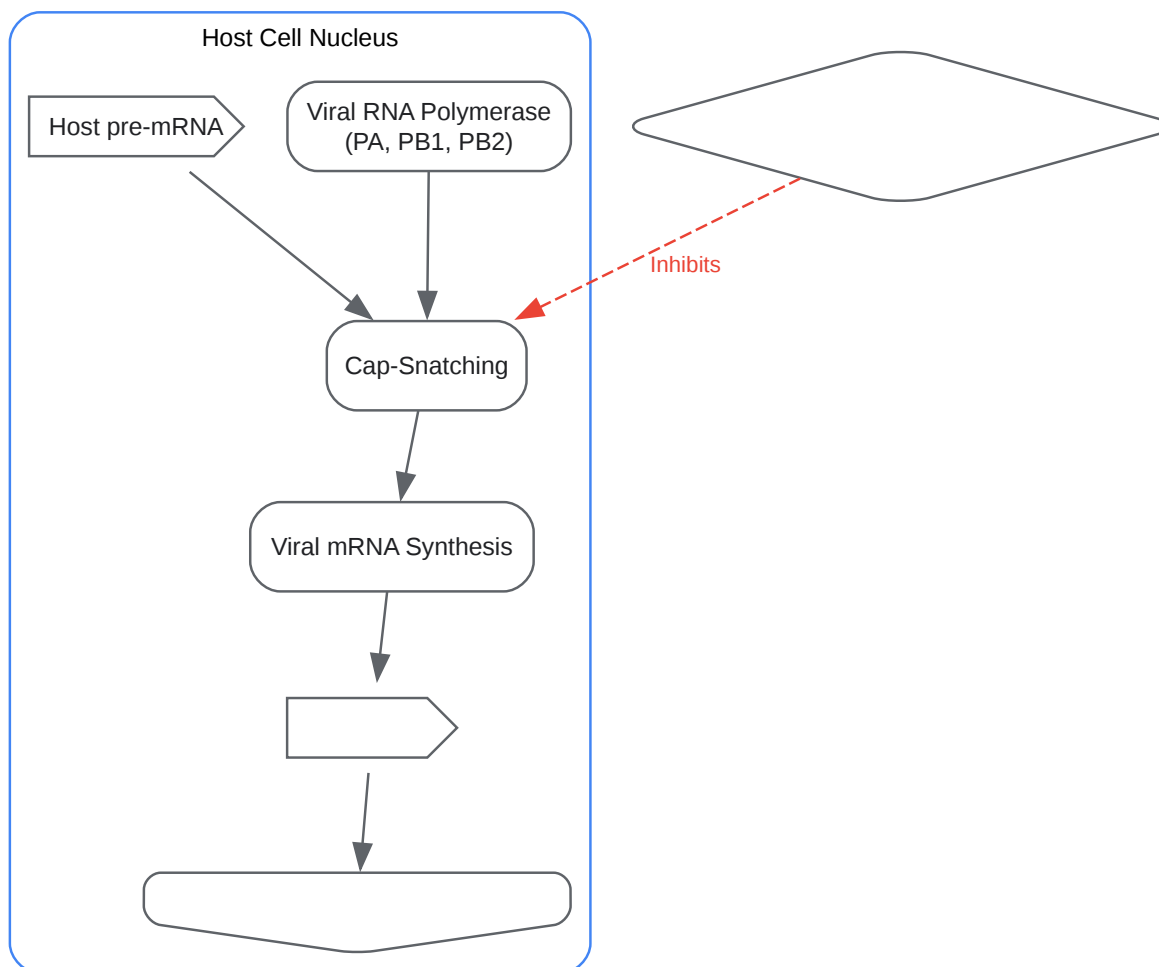 Host Cell Nucleus
Host pre-mRNA
Viral RNA Polymerase
(PA, PB1, PB2)
Inhibits
Cap-Snatching
Viral mRNA Synthesis